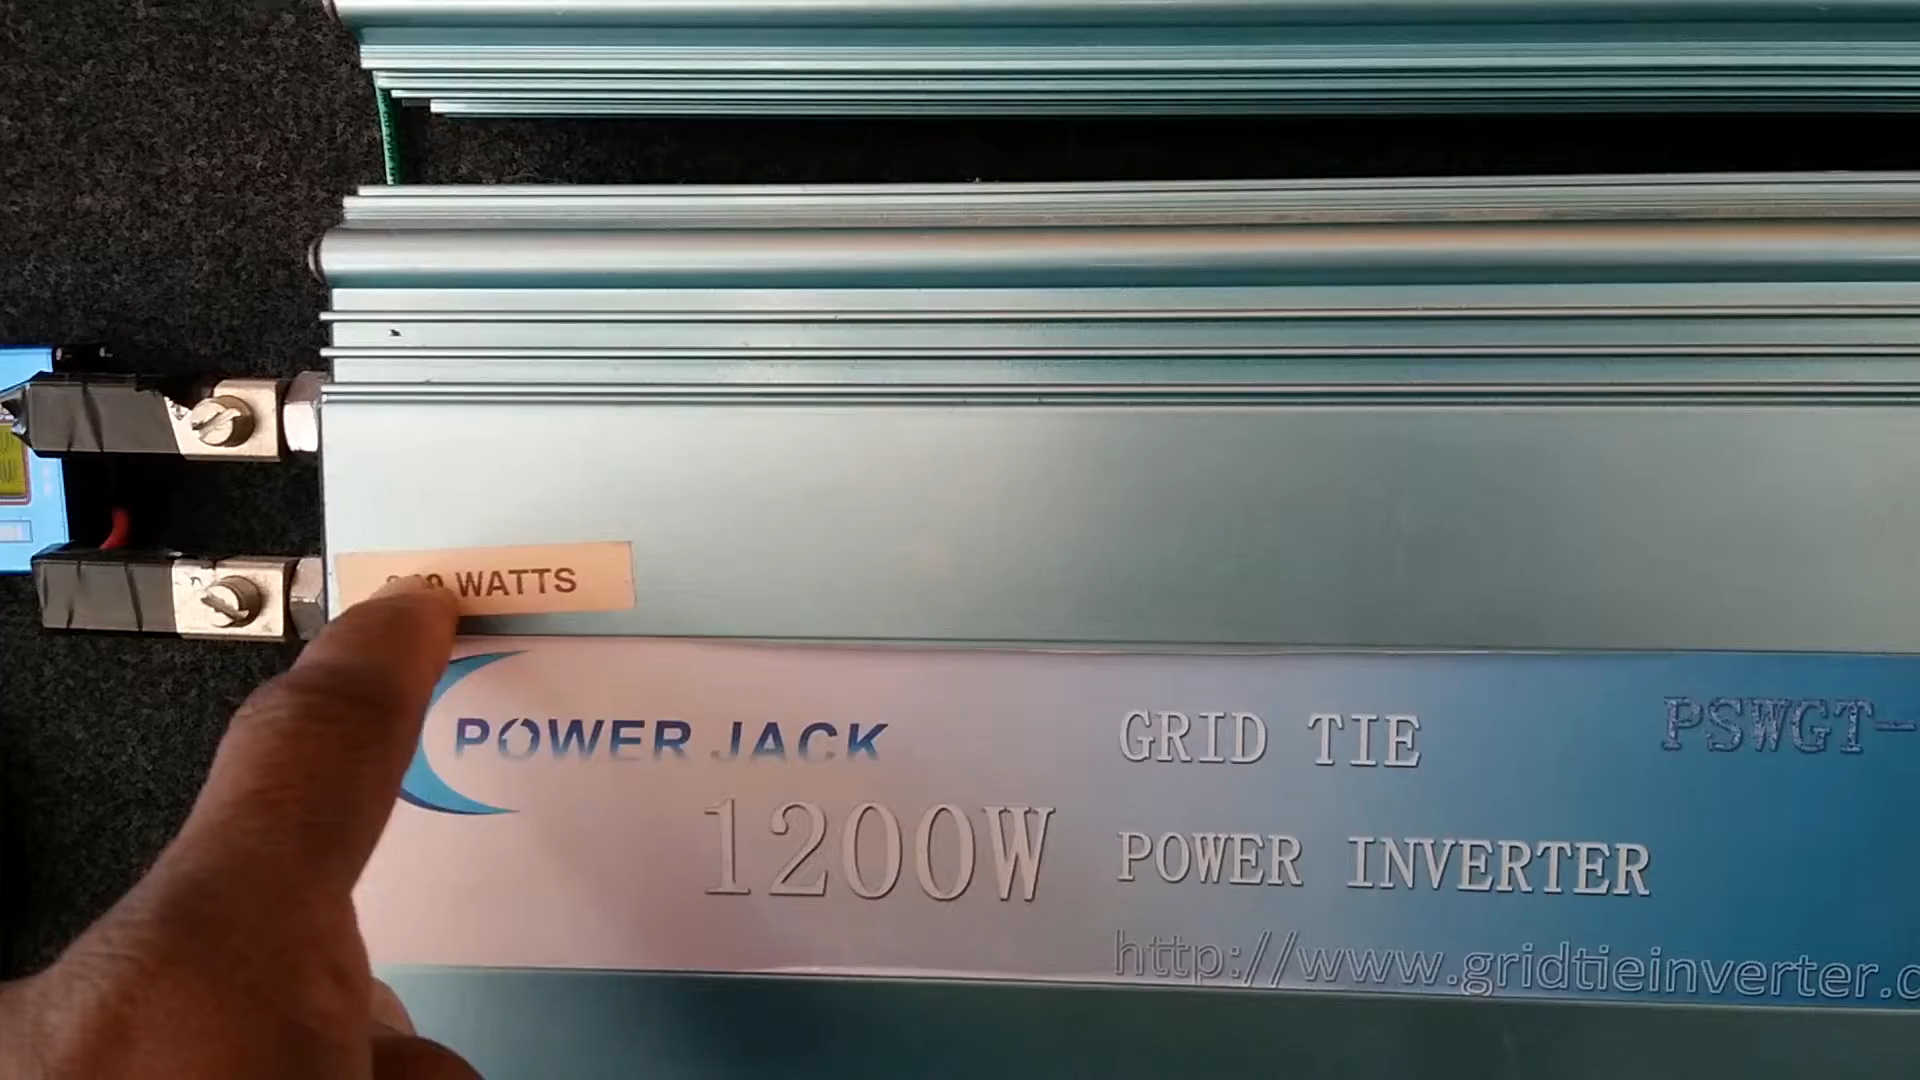 WATTS
POWER JACK
GRID TIE
PSWGT-
1200W
POWER INVERTER
http://www.gridtieinverter.c